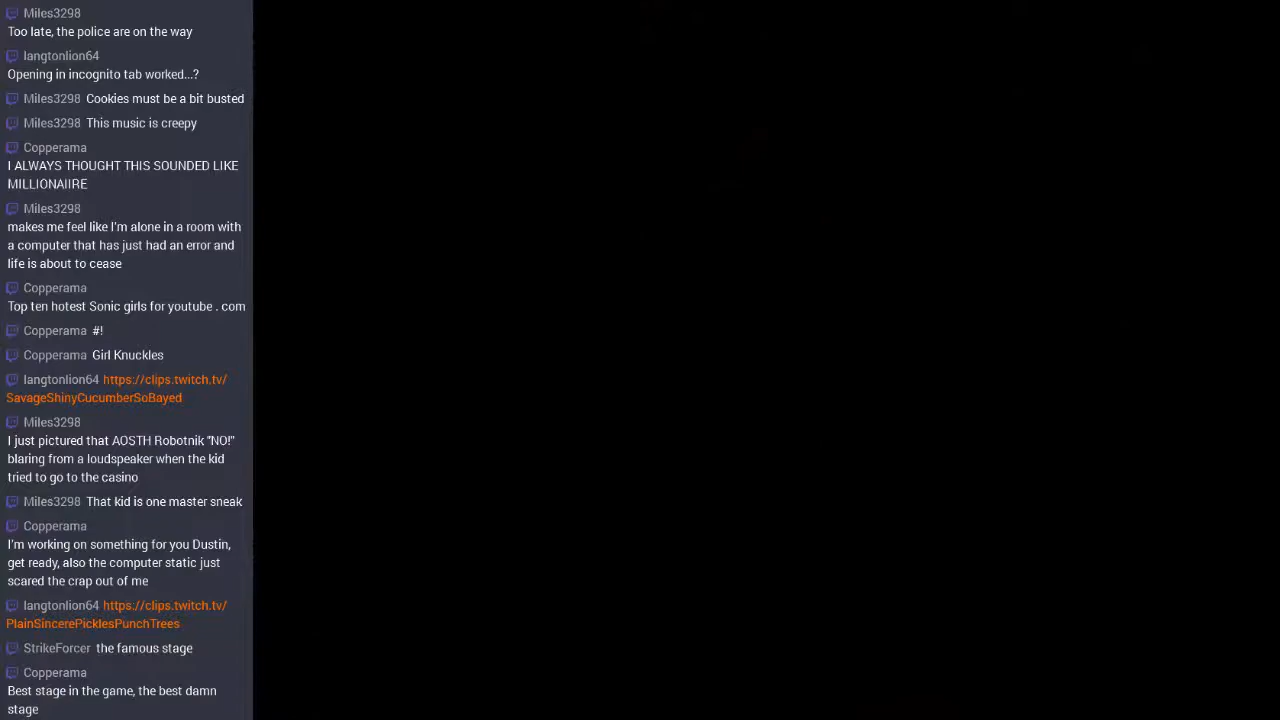 Miles3298
Too late, the police are on the way
langtonlion64
Opening in incognito tab worked...?
Miles3298 Cookies must be a bit busted
Miles3298 This music is creepy
Copperama
I ALWAYS THOUGHT THIS SOUNDED LIKE
MILLIONAIIRE
Miles3298
makes me feel like I'm alone in a room with
a computer that has just had an error and
life is about to cease
Copperama
Top ten hotest Sonic girls for youtube . com
Copperama #!
Copperama Girl Knuckles
langtonlion64 https://clips.twitch.tv/
SavageShinyCucumberSoBayed
Miles3298
I just pictured that AOSTH Robotnik "NO!"
blaring from a loudspeaker when the kid
tried to go to the casino
Miles3298 That kid is one master sneak
Copperama
I'm working on something for you Dustin,
get ready, also the computer static just
scared the crap out of me
langtonlion64 https://clips.twitch.tv/
PlainSincerePicklesPunchTrees
StrikeForcer the famous stage
Copperama
Best stage in the game, the best damn
stage